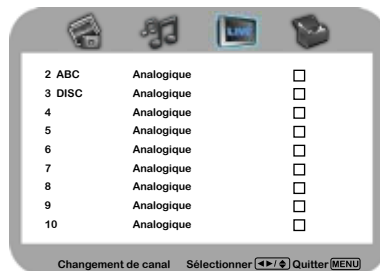 LIVE
2 ABC Analogique
3 DISC Analogique
4 Analogique
5 Analogique
6 Analogique
7 Analogique
8 Analogique
9 Analogique
10 Analogique
Changement de canal Sélectionner ◄►/♦ Quitter MENU